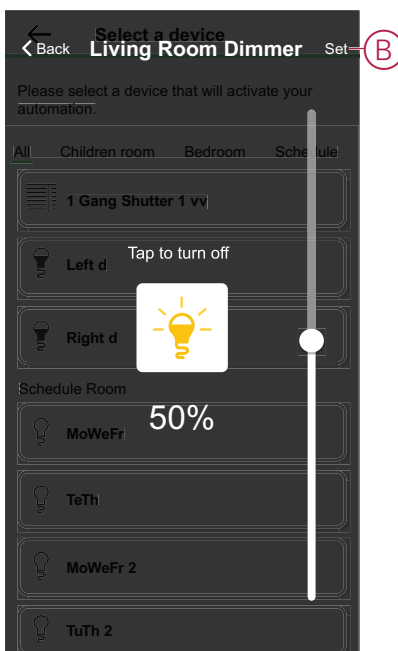 Select a device
Back Living Room Dimmer Set B
Please select a device that will activate your
automation.
All Children room Bedroom Schedule
1 Gang Shutter 1 vv
Tap to turn off
Left d
Right d
Schedule Room
50%
MoWeFr
TeTh
MoWeFr 2
TuTh 2